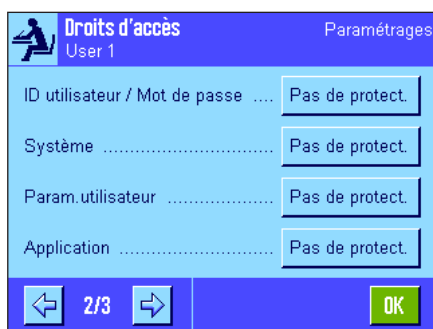 Droits d'accès
Paramétrages
User 1
ID utilisateur / Mot de passe .... Pas de protect.
Système ............................. Pas de protect.
Param.utilisateur .................. Pas de protect.
Application .......................... Pas de protect.
2/3
OK